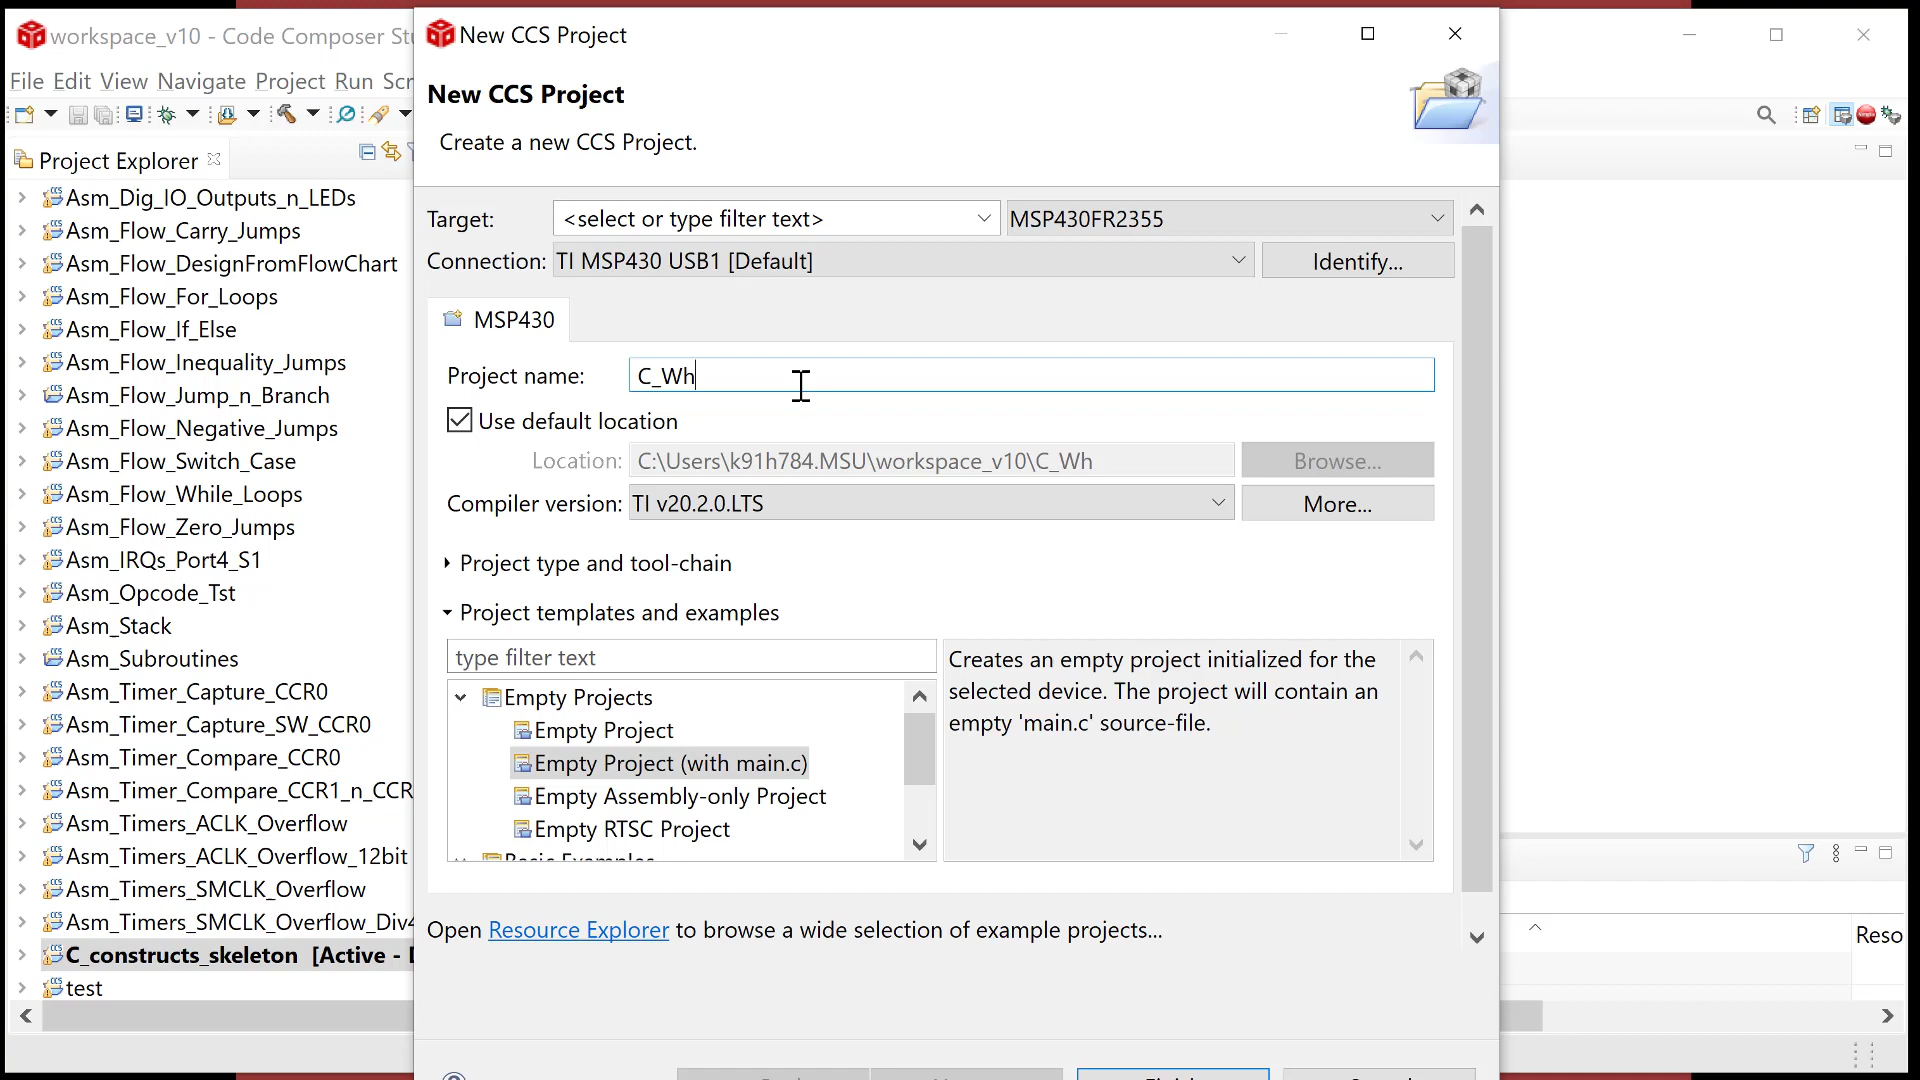 workspace_v10 - Code Composer Stu
New CCS Project
File Edit View Navigate Project Run Scr
New CCS Project
Create a new CCS Project.
Project Explorer
Asm_Dig_IO_Outputs_n_LEDs
Asm_Flow_Carry_Jumps
Asm_Flow_DesignFromFlowChart
Asm_Flow_For_Loops
Asm_Flow_If_Else
Asm_Flow_Inequality_Jumps
Asm_Flow_Jump_n_Branch
Asm_Flow_Negative_Jumps
Asm_Flow_Switch_Case
Asm_Flow_While_Loops
Asm_Flow_Zero_Jumps
Asm_IRQs_Port4_S1
Asm_Opcode_Tst
Asm_Stack
Asm_Subroutines
Asm_Timer_Capture_CCR0
Asm_Timer_Capture_SW_CCR0
Asm_Timer_Compare_CCR0
Asm_Timer_Compare_CCR1_n_CCR
Asm_Timers_ACLK_Overflow
Asm_Timers_ACLK_Overflow_12bit
Asm_Timers_SMCLK_Overflow
Asm_Timers_SMCLK_Overflow_Div4
C_constructs_skeleton [Active - D
test
Target: <select or type filter text> MSP430FR2355
Connection: TI MSP430 USB1 [Default] Identify...
MSP430
Project name: C_Wh
Use default location
Location: C:\Users\k91h784.MSU\workspace_v10\C_Wh Browse...
Compiler version: TI v20.2.0.LTS More...
Project type and tool-chain
Project templates and examples
type filter text
Empty Projects
Empty Project
Empty Project (with main.c)
Empty Assembly-only Project
Empty RTSC Project
Basic Examples
Creates an empty project initialized for the
selected device. The project will contain an
empty 'main.c' source-file.
Open Resource Explorer to browse a wide selection of example projects...
Reso